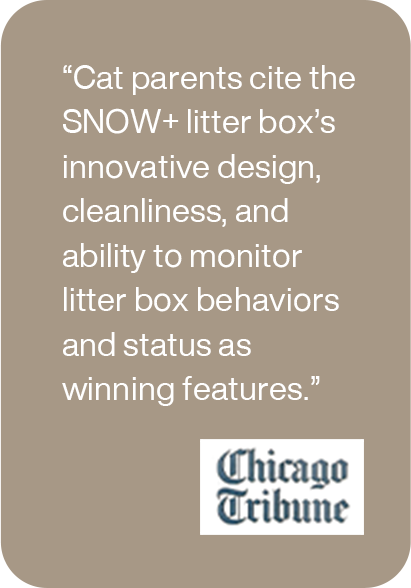 “Cat parents cite the
SNOW+ litter box’s
innovative design,
cleanliness, and
ability to monitor
litter box behaviors
and status as
winning features.”
Chicago
Tribune